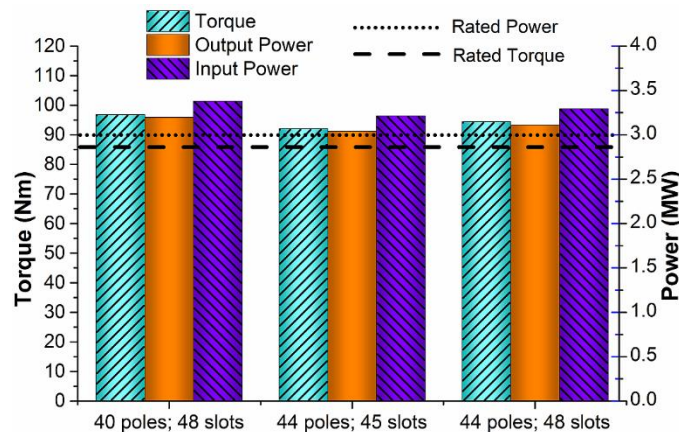 Torque
Output Power
Input Power
Rated Power
Rated Torque
120
110
100
90
80
70
60
50
40
30
20
10
0
Torque (Nm)
4.0
3.5
3.0
2.5
2.0
1.5
1.0
0.5
0.0
Power (MW)
40 poles; 48 slots
44 poles; 45 slots
44 poles; 48 slots